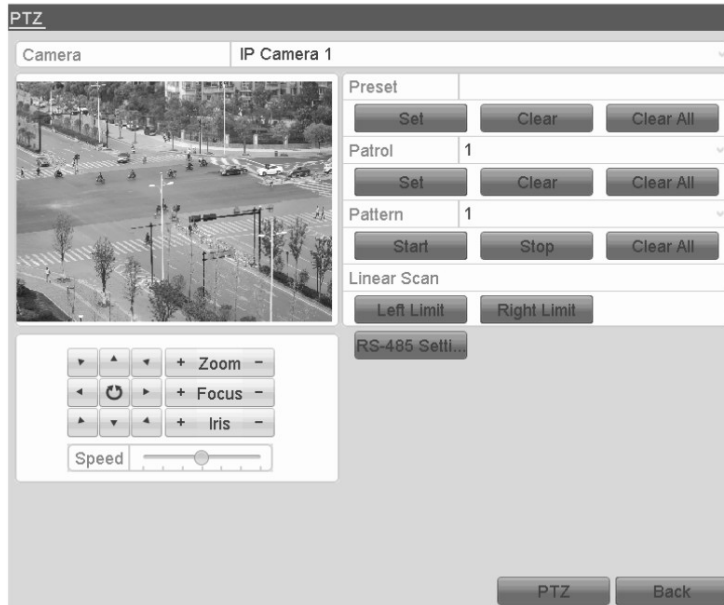 PTZ
Camera IP Camera 1
Preset
Set Clear Clear All
Patrol 1
Set Clear Clear All
Pattern 1
Start Stop Clear All
Linear Scan
Left Limit Right Limit
RS-485 Setti...
+ Zoom -
+ Focus -
+ Iris -
Speed
PTZ Back